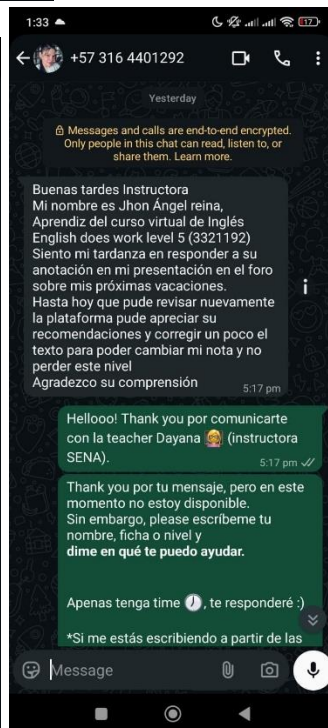 1:33
17
+57 316 4401292
Yesterday
Messages and calls are end-to-end encrypted.
Only people in this chat can read, listen to, or
share them. Learn more.
Buenas tardes Instructora
Mi nombre es Jhon Ángel reina,
Aprendiz del curso virtual de Inglés
English does work level 5 (3321192)
Siento mi tardanza en responder a su
anotación en mi presentación en el foro
sobre mis próximas vacaciones.
Hasta hoy que pude revisar nuevamente
la plataforma pude apreciar su
recomendaciones y corregir un poco el
texto para poder cambiar mi nota y no
perder este nivel
Agradezco su comprensión
5:17 pm
Hellooo! Thank you por comunicarte
con la teacher Dayana 👩‍🏫 (instructora
SENA).
5:17 pm
Thank you por tu mensaje, pero en este
momento no estoy disponible.
Sin embargo, please escríbeme tu
nombre, ficha o nivel y
dime en qué te puedo ayudar.
Apenas tenga time 🕖, te responderé :)
*Si me estás escribiendo a partir de las
Message